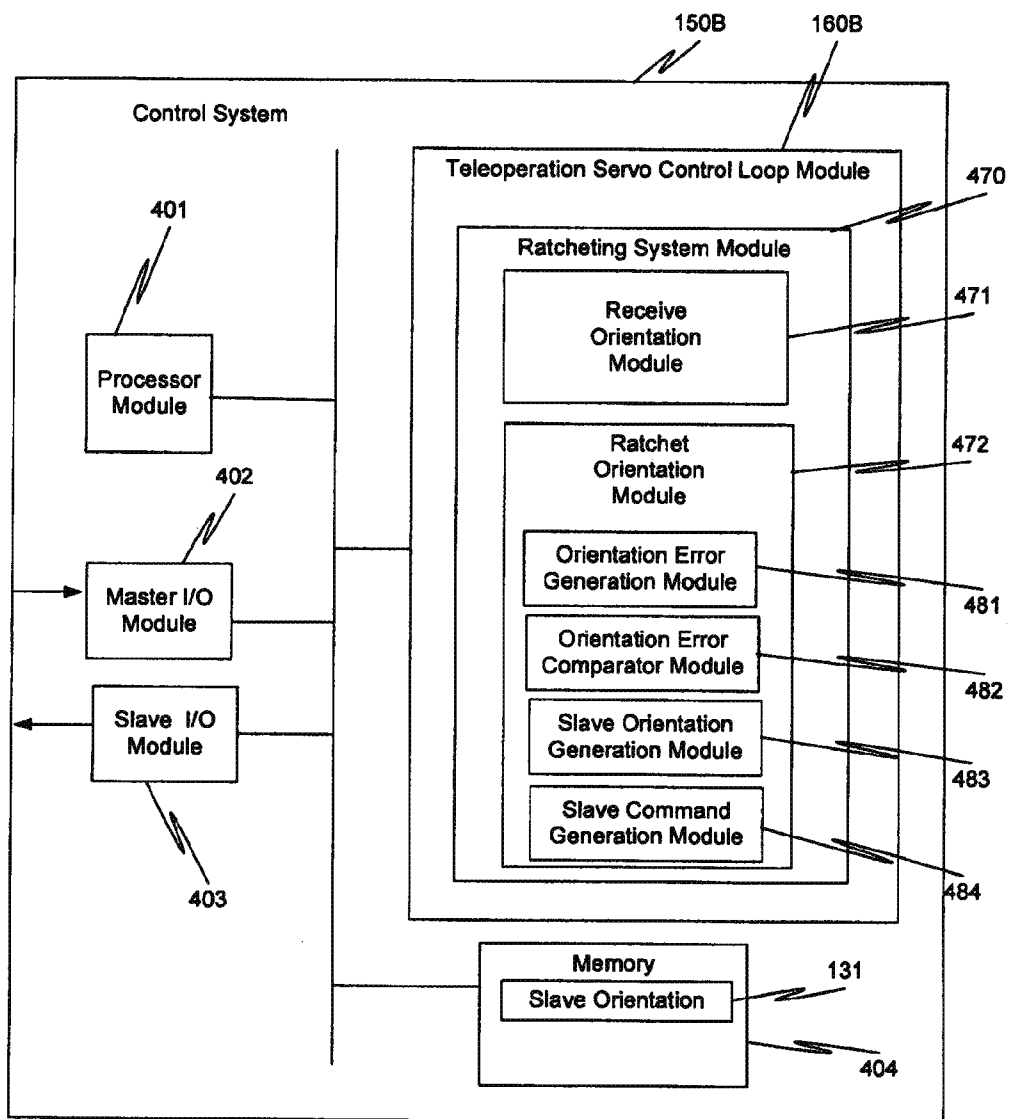 150B
160B
Control System
Teleoperation Servo Control Loop Module
470
401
Ratcheting System Module
471
Receive
Orientation
Module
Processor
Module
Ratchet
Orientation
Module
472
402
Orientation Error
Generation Module
Master I/O
Module
481
Orientation Error
Comparator Module
482
Slave I/O
Module
Slave Orientation
Generation Module
483
Slave Command
Generation Module
403
484
Memory
131
Slave Orientation
404